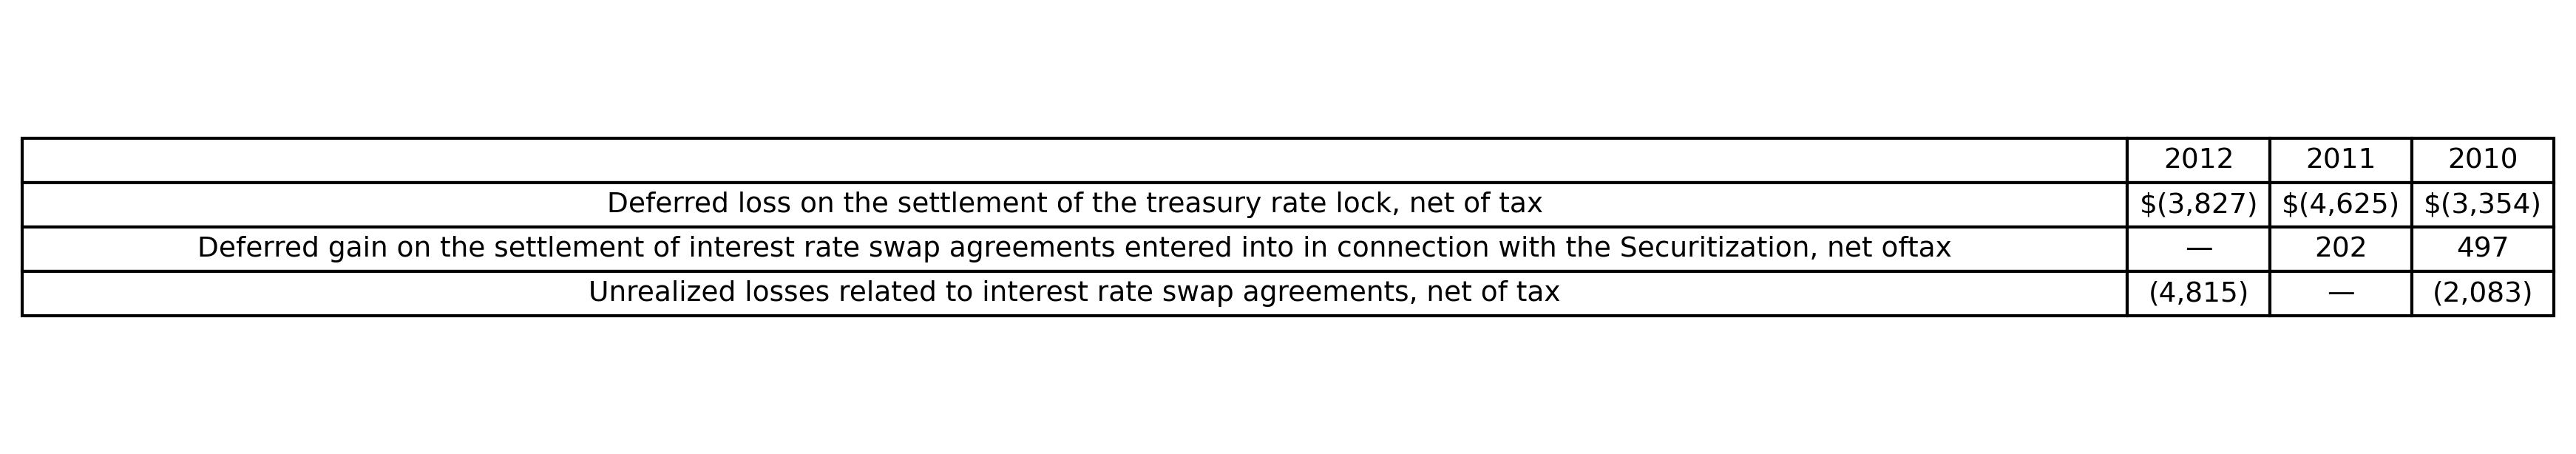 2012 2011 2010
Deferred loss on the settlement of the treasury rate lock, net of tax $(3,827) $(4,625) $(3,354)
Deferred gain on the settlement of interest rate swap agreements entered into in connection with the Securitization, net oftax — 202 497
Unrealized losses related to interest rate swap agreements, net of tax (4,815) — (2,083)